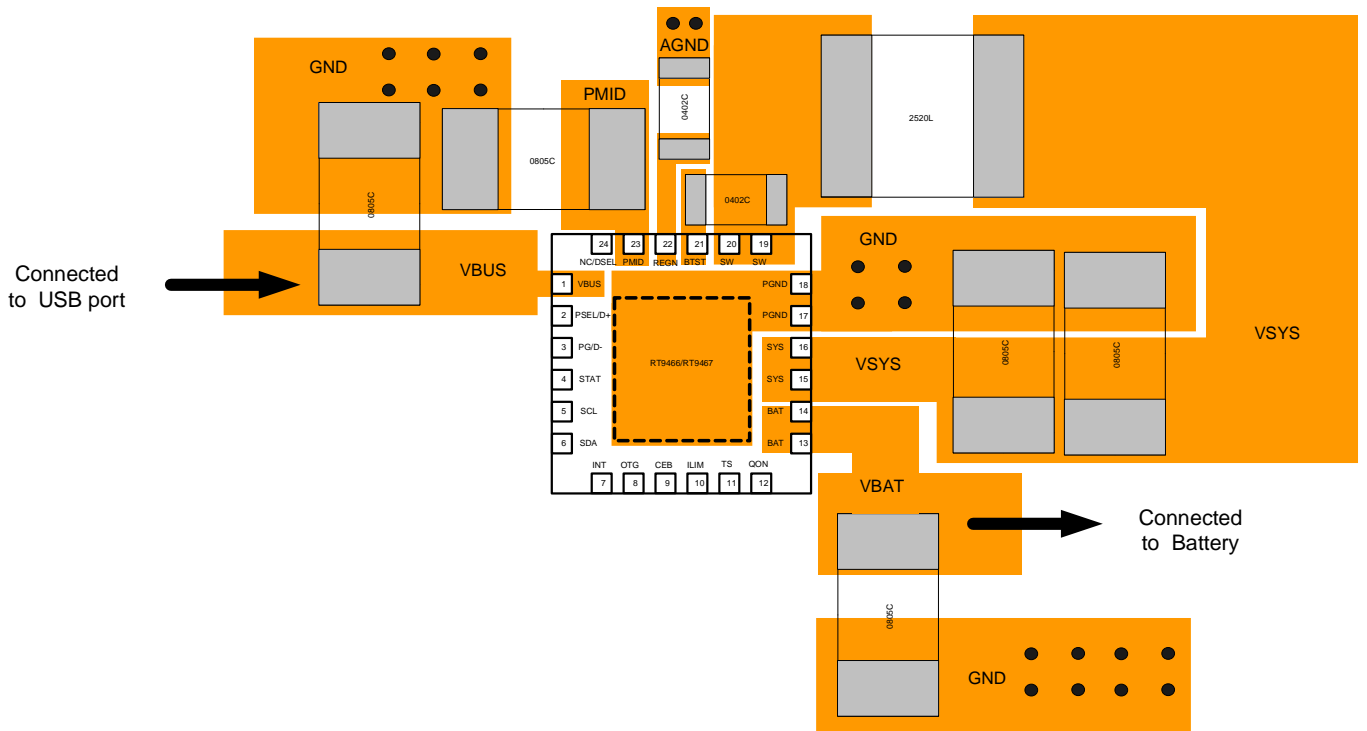 AGND
GND
PMID
0402C
2520L
0805C
0805C
0402C
24 23 22 21 20 19
NC/DSEL PMID REGN BTST SW SW
GND
Connected
to USB port
VBUS
1 VBUS
PGND 18
2 PSEL/D+
PGND 17
3 PG/D-
SYS 16
VSYS
VSYS
0805C
0805C
RT9466/RT9467
4 STAT
SYS 15
5 SCL
BAT 14
6 SDA
BAT 13
INT OTG CEB ILIM TS QON
7 8 9 10 11 12
VBAT
Connected
to Battery
0805C
GND